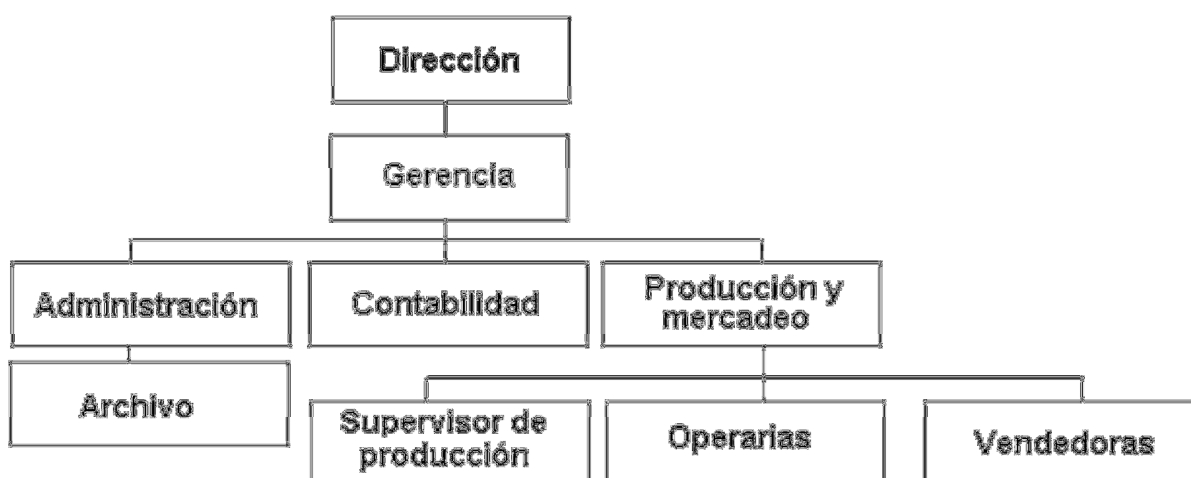 Dirección
Gerencia
Administración
Contabilidad
Producción y
mercadeo
Archivo
Supervisor de
producción
Operarias
Vendedoras